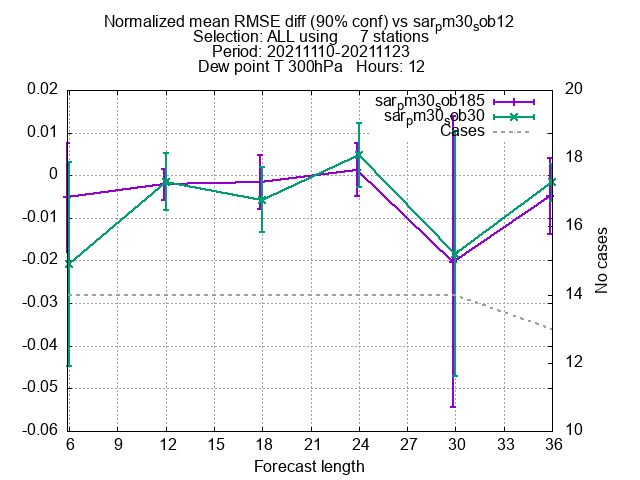 Normalized mean RMSE diff (90% conf) vs sarpm30sob12
Selection: ALL using 7 stations
Period: 20211110-20211123
Dew point T 300hPa Hours: 12
sarpm30sob185
sarpm30sob30
Cases
0.02
0.01
0
-0.01
-0.02
-0.03
-0.04
-0.05
-0.06
20
18
16
14
12
10
No cases
6 9 12 15 18 21 24 27 30 33 36
Forecast length